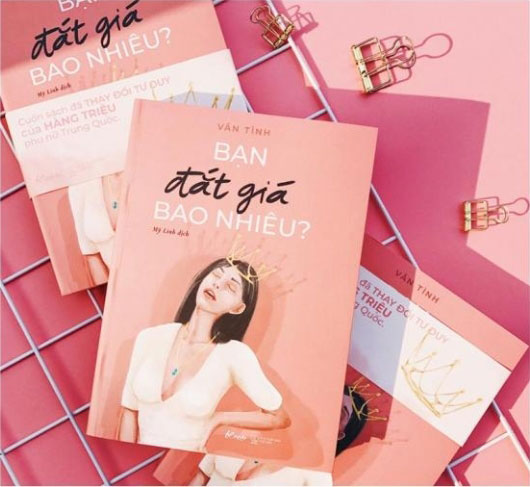 đắt giá
BAO NHIÊU?
Mỹ Linh dịch
Cuốn sách đã THAY ĐỔI TƯ DUY
của HÀNG TRIỆU
phụ nữ Trung Quốc.
VÃN TÌNH
BẠN
đắt giá
BAO NHIÊU?
Mỹ Linh dịch
VÃN TÌNH
đã THAY ĐỔI TƯ DUY
NG TRIỆU
Quốc.